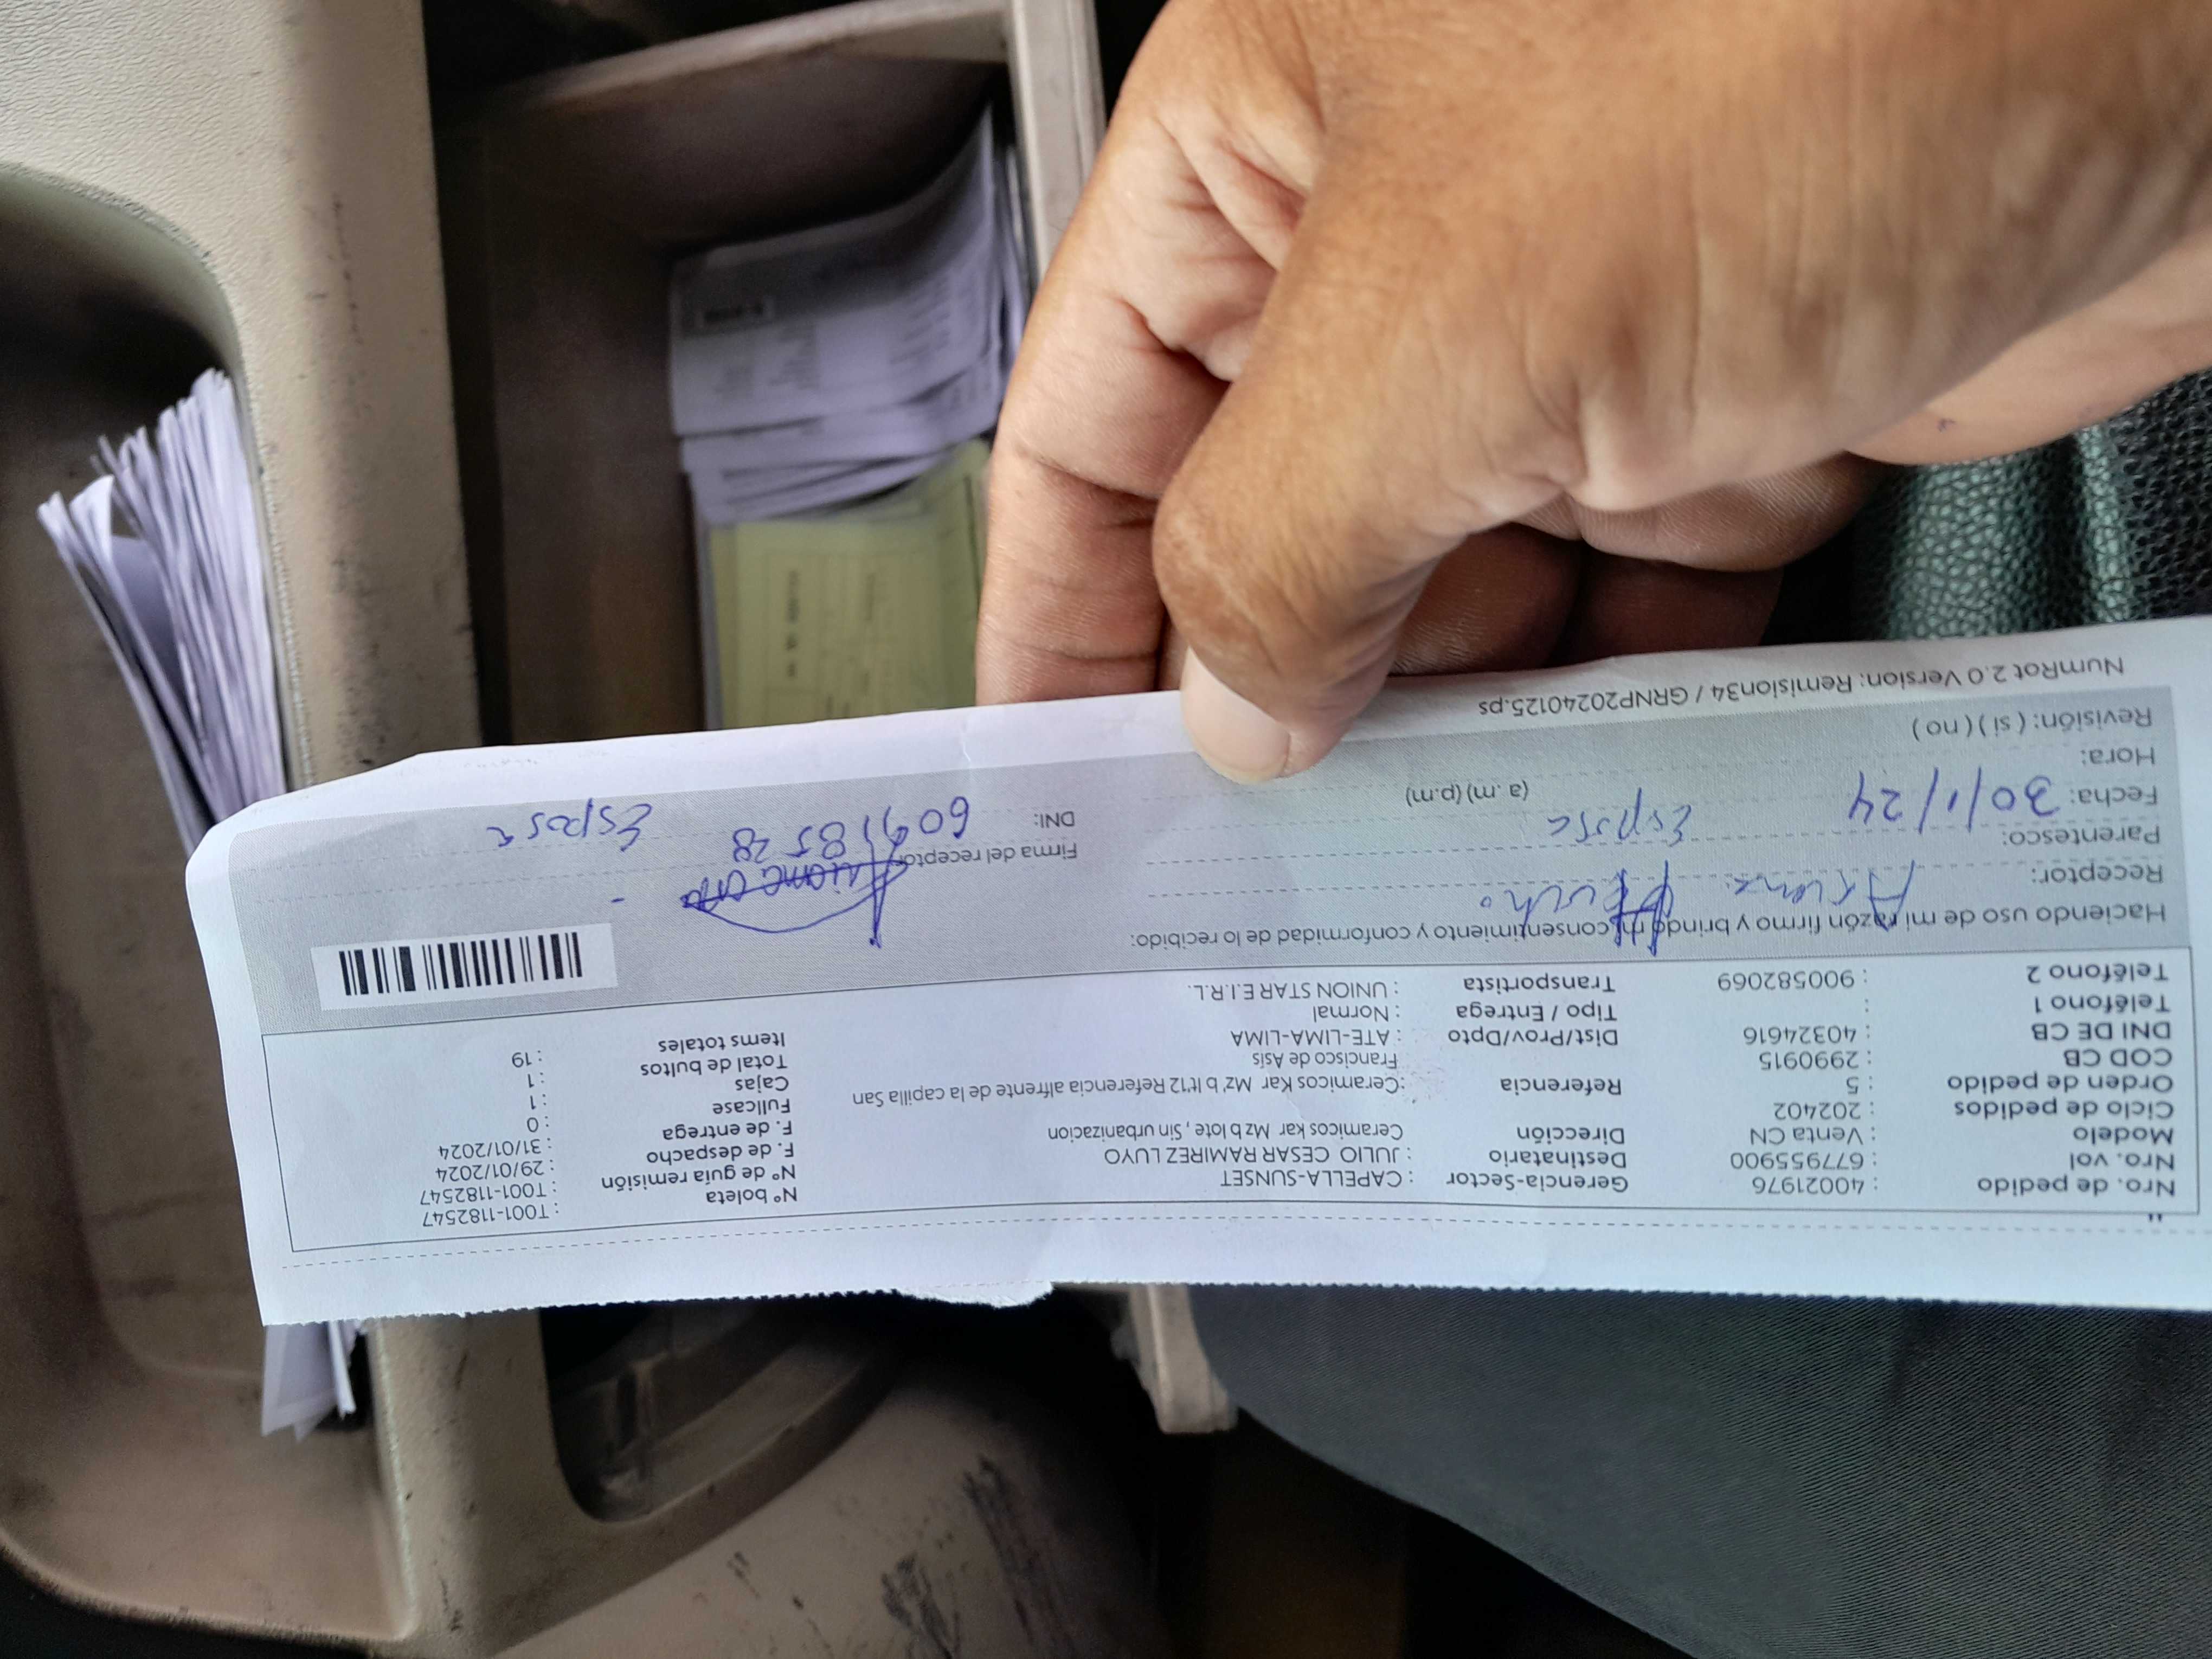 Nro. de pedido : 40021976 Gerencia-Sector : CAPELLA-SUNSET N° boleta : T001-1182547
Nro. vol : 677955900 Destinatario : JULIO CESAR RAMIREZ LUYO N° de guía remisión : T001-1182547
Modelo : Venta CN Dirección Ceramicos kar Mz b lote , Sin urbanizacion F. de despacho : 29/01/2024
Ciclo de pedidos : 202402 F. de entrega : 31/01/2024
Orden de pedido : 5 Referencia :Ceramicos Kar Mz' b lt'12 Referencia alfrente de la capilla San Francisco de Asís Fullcase : 0
COD CB : 2990915 Cajas : 1
DNI DE CB : 40324616 Dist/Prov/Dpto : ATE-LIMA-LIMA Total de bultos : 1
Teléfono 1 : Tipo / Entrega : Normal Items totales : 19
Teléfono 2 : 900582069 Transportista : UNION STAR E.I.R.L.
Haciendo uso de mi razón firmo y brindo mi consentimiento y conformidad de lo recibido:
Receptor: Ariana
Parentesco: Esposa Firma del receptor
Fecha: 30/1/24 DNI: 60918528 Esposa
Hora: (a .m) (p.m)
Revisión: ( si ) ( no )
NumRot 2.0 Version: Remision34 / GRNP20240125.ps